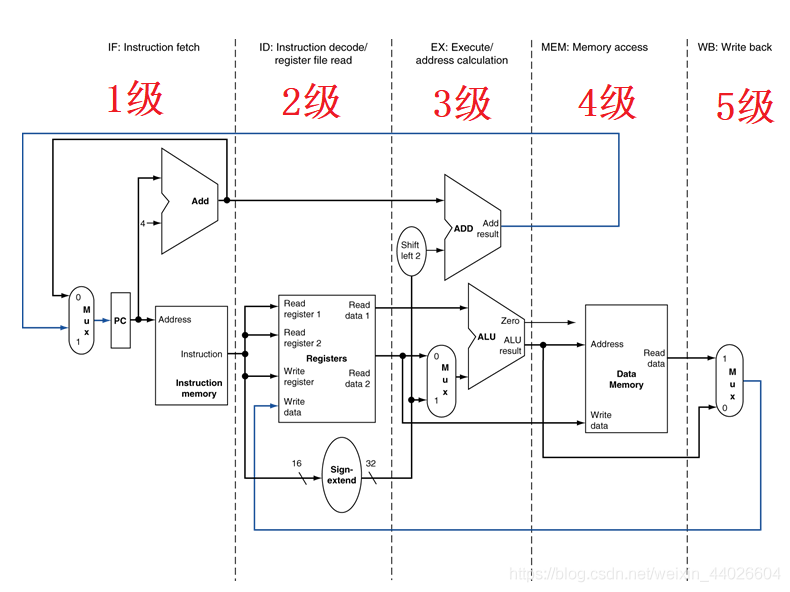 IF: Instruction fetch
ID: Instruction decode/
register file read
EX: Execute/
address calculation
MEM: Memory access
WB: Write back
1级
2级
3级
4级
5级
Add
4
ADD
Add
result
Shift
left 2
0
M
u
x
1
PC
Address
Instruction
Instruction
memory
Read
register 1
Read
register 2
Write
register
Write
data
Registers
Read
data 1
Read
data 2
0
M
u
x
1
Zero
ALU
ALU
result
Address
Read
data
Data
Memory
Write
data
1
M
u
x
0
16
Sign-
extend
32
https://blog.csdn.net/weixin_44026604